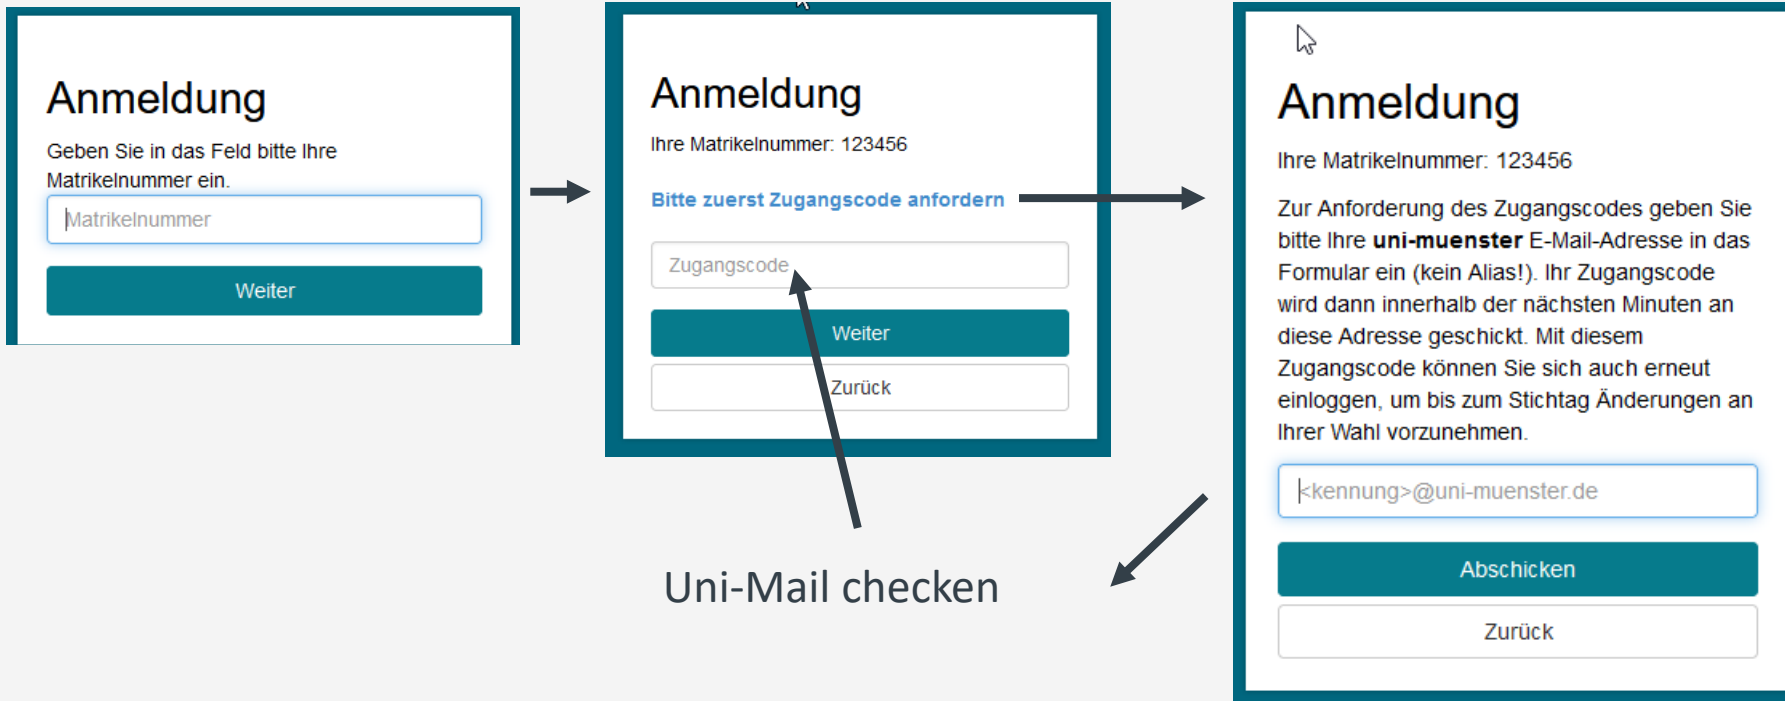 Anmeldung
Geben Sie in das Feld bitte Ihre
Matrikelnummer ein.
Matrikelnummer
Weiter
Anmeldung
Ihre Matrikelnummer: 123456
Bitte zuerst Zugangscode anfordern
Zugangscode
Weiter
Zurück
Uni-Mail checken
Anmeldung
Ihre Matrikelnummer: 123456
Zur Anforderung des Zugangscodes geben Sie
bitte Ihre uni-muenster E-Mail-Adresse in das
Formular ein (kein Alias!). Ihr Zugangscode
wird dann innerhalb der nächsten Minuten an
diese Adresse geschickt. Mit diesem
Zugangscode können Sie sich auch erneut
einloggen, um bis zum Stichtag Änderungen an
Ihrer Wahl vorzunehmen.
<kennung>@uni-muenster.de
Abschicken
Zurück